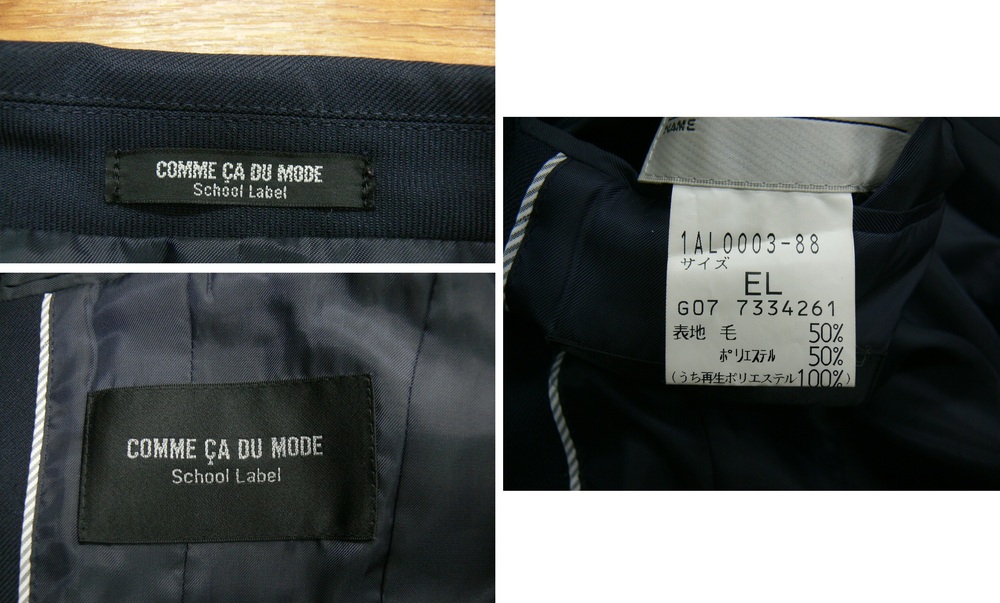 COMME ÇA DU MODE
School Label
COMME ÇA DU MODE
School Label
NAME
1AL0003-88
サイズ
EL
G07 7334261
表地 毛 50%
ポリエステル 50%
(うち再生ポリエステル100%)